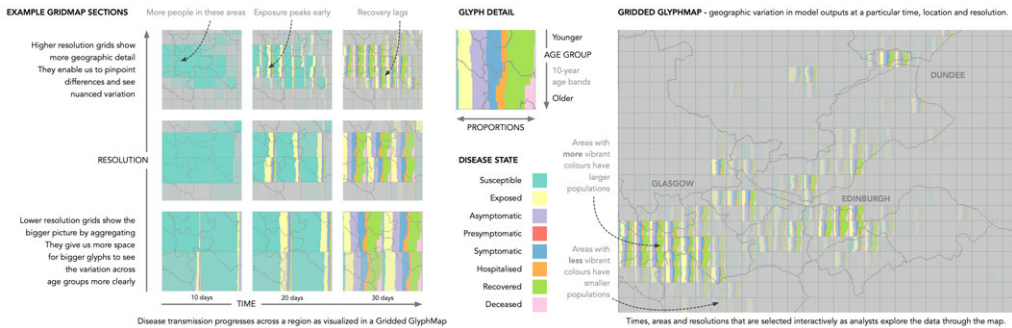 EXAMPLE GRIDMAP SECTIONS
More people in these areas
Exposure peaks early
Recovery lags
Higher resolution grids show
more geographic detail
They enable us to pinpoint
differences and see
nuanced variation
RESOLUTION
Lower resolution grids show the
bigger picture by aggregating
They give us more space
for bigger glyphs to see
the variation across
age groups more clearly
10 days
20 days
30 days
TIME
Disease transmission progresses across a region as visualized in a Gridded GlyphMap
GLYPH DETAIL
Younger
AGE GROUP
10-year
age bands
Older
PROPORTIONS
DISEASE STATE
Susceptible
Exposed
Asymptomatic
Presymptomatic
Symptomatic
Hospitalised
Recovered
Deceased
GRIDDED GLYPHMAP - geographic variation in model outputs at a particular time, location and resolution.
DUNDEE
Areas with
more vibrant
colours have
larger
populations
GLASGOW
EDINBURGH
Areas with
less vibrant
colours have
smaller
populations
Times, areas and resolutions that are selected interactively as analysts explore the data through the map.